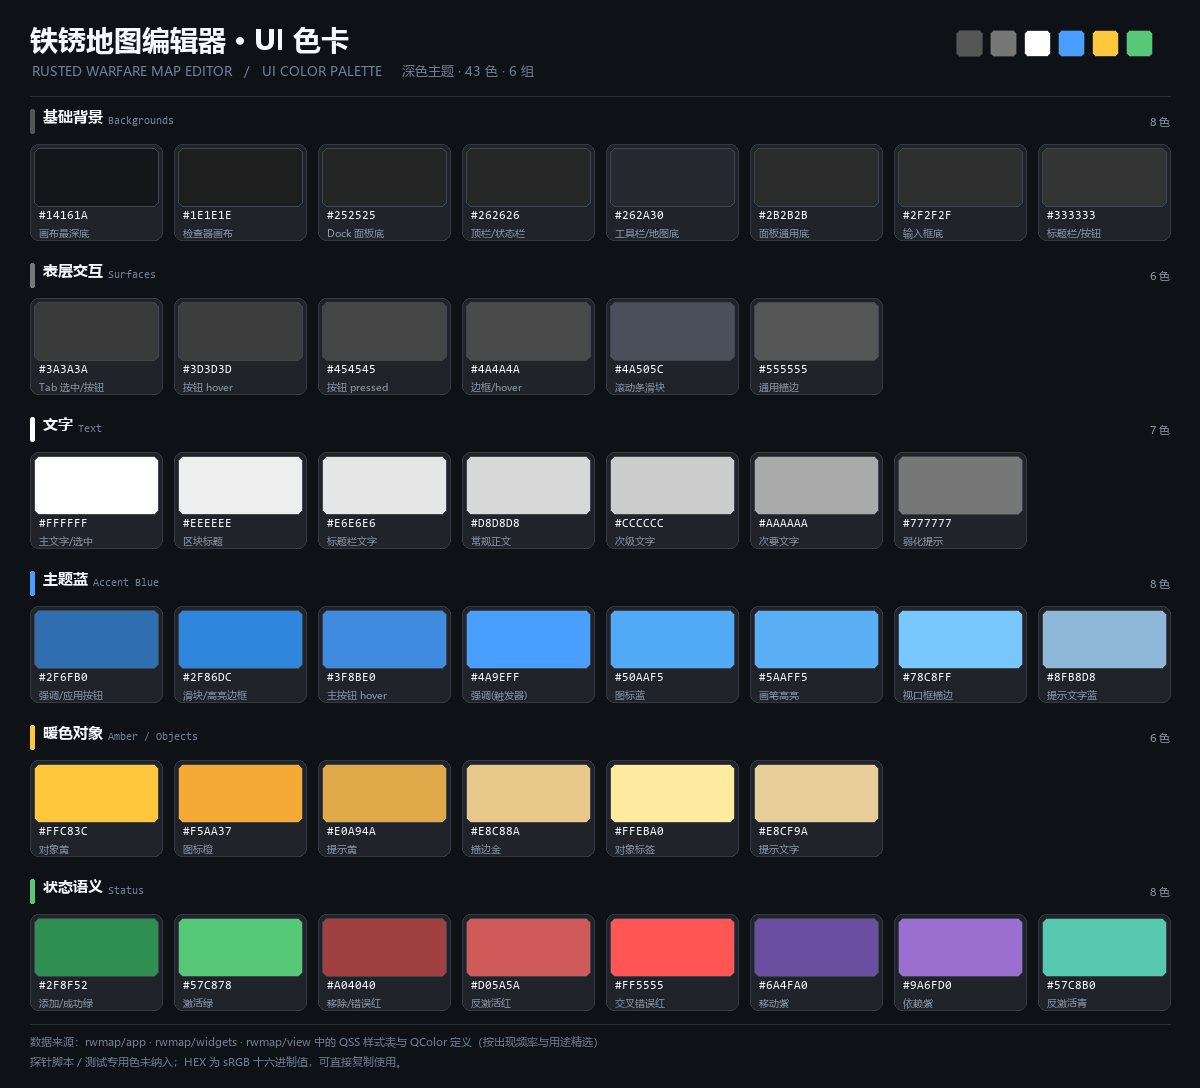 铁锈地图编辑器 • UI 色卡
RUSTED WARFARE MAP EDITOR / UI COLOR PALETTE 深色主题 · 43 色 · 6 组
基础背景 Backgrounds 8 色
#14161A #1E1E1E #252525 #262626 #262A30 #2B2B2B #2F2F2F #333333
画布最深底 检查器画布 Dock 面板底 顶栏/状态栏 工具栏/地图底 面板通用底 输入框底 标题栏/按钮
表层交互 Surfaces 6 色
#3A3A3A #3D3D3D #454545 #4A4A4A #4A505C #555555
Tab 选中/按钮 按钮 hover 按钮 pressed 边框/hover 滚动条滑块 通用描边
文字 Text 7 色
#FFFFFF #EEEEEE #E6E6E6 #D8D8D8 #CCCCCC #AAAAAA #777777
主文字/选中 区块标题 标题栏文字 常规正文 次级文字 次要文字 弱化提示
主题蓝 Accent Blue 8 色
#2F6FB0 #2F86DC #3F8BE0 #4A9EFF #50AAF5 #5AAFF5 #78C8FF #8FB8D8
强调/应用按钮 滑块/高亮边框 主按钮 hover 强调(触发器) 图标蓝 画笔高亮 视口框描边 提示文字蓝
暖色对象 Amber / Objects 6 色
#FFC83C #F5AA37 #E0A94A #E8C88A #FFEBA0 #E8CF9A
对象黄 图标橙 提示黄 描边金 对象标签 提示文字
状态语义 Status 8 色
#2F8F52 #57C878 #A04040 #D05A5A #FF5555 #6A4FA0 #9A6FD0 #57C8B0
添加/成功绿 激活绿 移除/错误红 反激活红 交叉错误红 移动紫 依赖紫 反激活青
数据来源：rwmap/app · rwmap/widgets · rwmap/view 中的 QSS 样式表与 QColor 定义（按出现频率与用途精选）
探针脚本 / 测试专用色未纳入；HEX 为 sRGB 十六进制值，可直接复制使用。